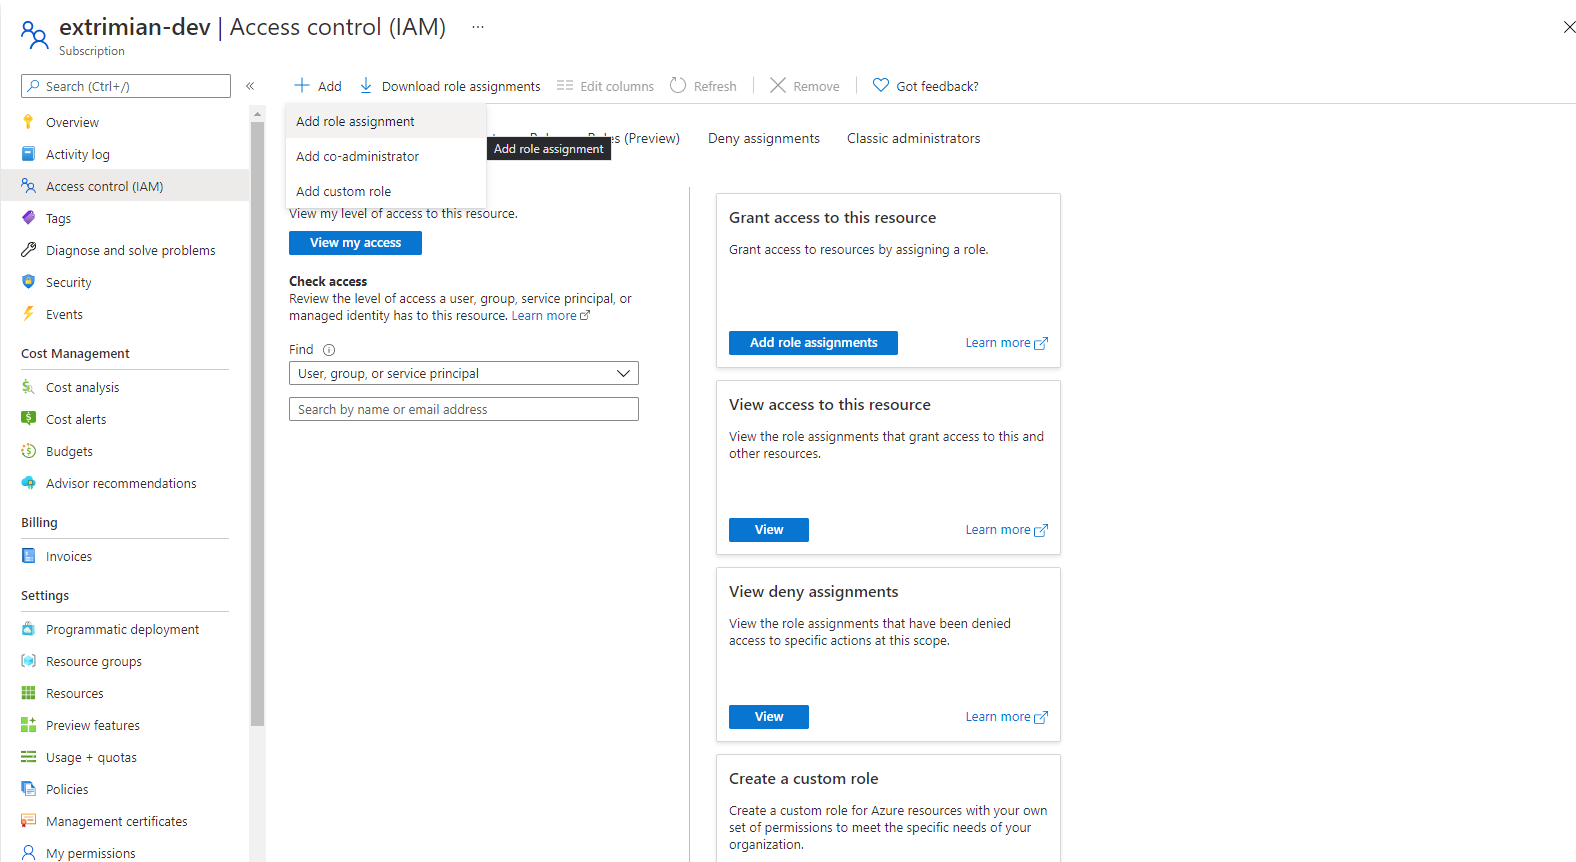 extrimian-dev | Access control (IAM) ...
Subscription
Search (Ctrl+/)
«
Overview
Activity log
Access control (IAM)
Tags
Diagnose and solve problems
Security
Events
Cost Management
Cost analysis
Cost alerts
Budgets
Advisor recommendations
Billing
Invoices
Settings
Programmatic deployment
Resource groups
Resources
Preview features
Usage + quotas
Policies
Management certificates
My permissions
Add
Download role assignments
Edit columns
Refresh
Remove
Got feedback?
Add role assignment
Add co-administrator
Add custom role
Add role assignment
(Preview)
Deny assignments
Classic administrators
View my level of access to this resource.
View my access
Check access
Review the level of access a user, group, service principal, or
managed identity has to this resource. Learn more
Find
User, group, or service principal
Search by name or email address
Grant access to this resource
Grant access to resources by assigning a role.
Add role assignments
Learn more
View access to this resource
View the role assignments that grant access to this and
other resources.
View
Learn more
View deny assignments
View the role assignments that have been denied
access to specific actions at this scope.
View
Learn more
Create a custom role
Create a custom role for Azure resources with your own
set of permissions to meet the specific needs of your
organization.